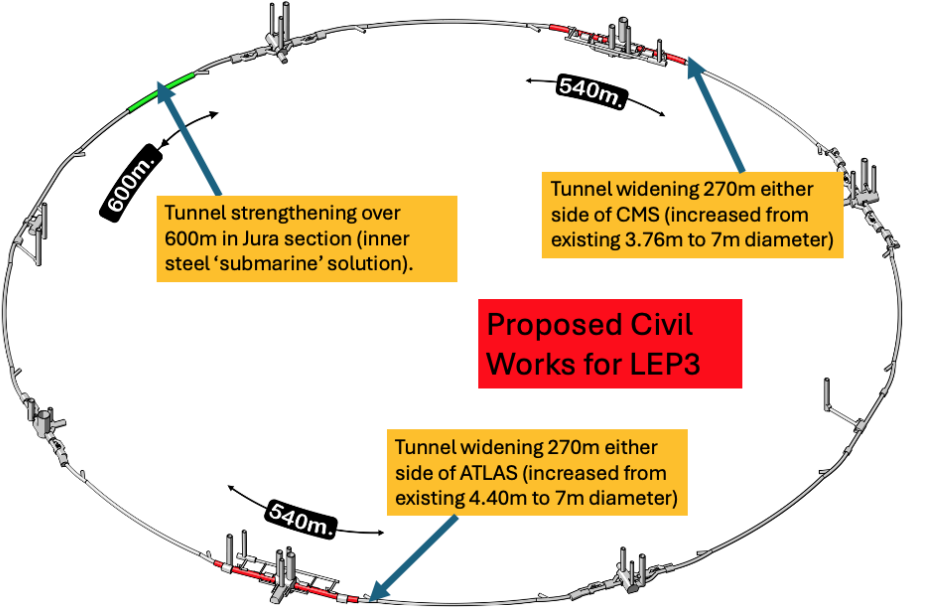 540m.
600m.
Tunnel widening 270m either
side of CMS (increased from
existing 3.76m to 7m diameter)
Tunnel strengthening over
600m in Jura section (inner
steel ‘submarine’ solution).
Proposed Civil
Works for LEP3
Tunnel widening 270m either
side of ATLAS (increased from
existing 4.40m to 7m diameter)
540m.